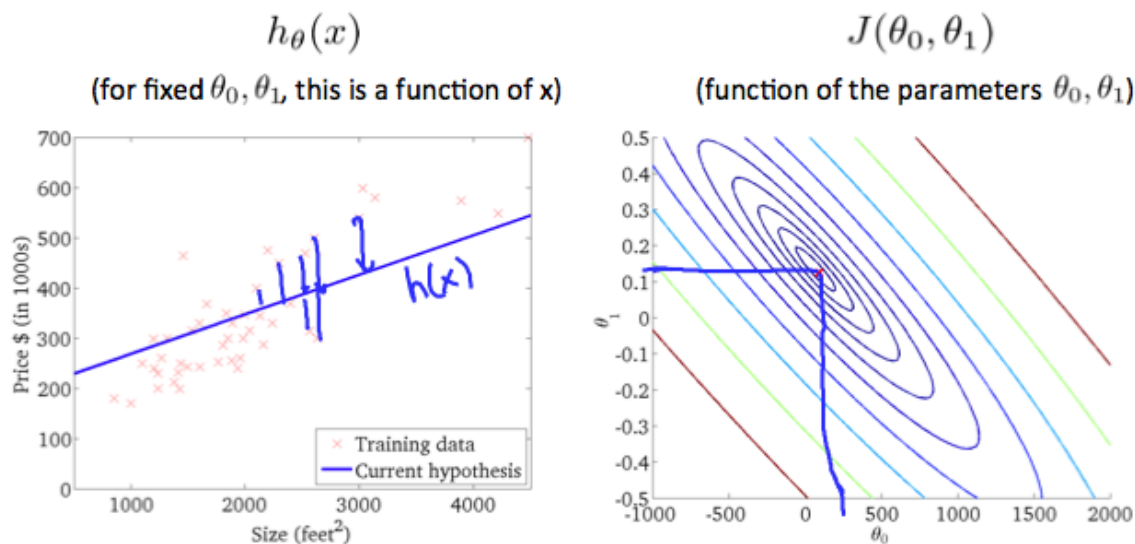 hθ(x)
(for fixed θ0, θ1, this is a function of x)
700
600
500
400
300
200
100
0
Price $ (in 1000s)
h(x)
Training data
Current hypothesis
1000
2000
3000
4000
Size (feet²)
J(θ0, θ1)
(function of the parameters θ0, θ1)
0.5
0.4
0.3
0.2
0.1
0
-0.1
-0.2
-0.3
-0.4
-0.5
θ1
-1000
-500
0
500
1000
1500
2000
θ0